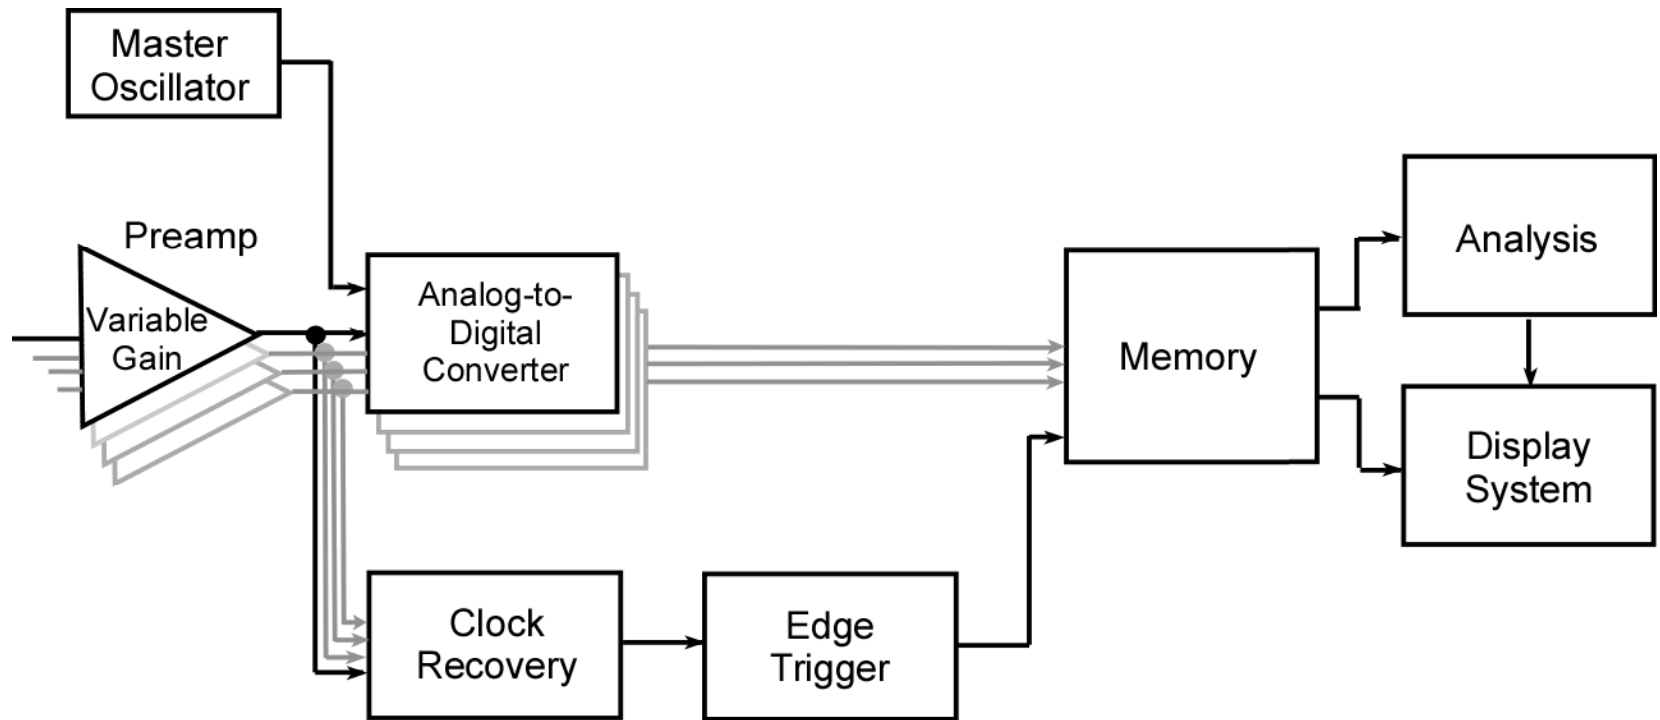 Master
Oscillator
Preamp
Variable
Gain
Analog-to-
Digital
Converter
Memory
Analysis
Display
System
Clock
Recovery
Edge
Trigger